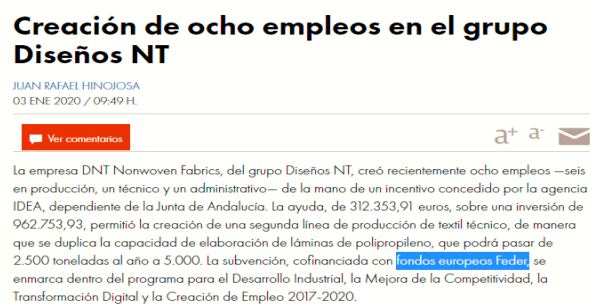 Creación de ocho empleos en el grupo
Diseños NT
JUAN RAFAEL HINOJOSA
03 ENE 2020 / 09:49 H.
Ver comentarios
a+ a-
La empresa DNT Nonwoven Fabrics, del grupo Diseños NT, creó recientemente ocho empleos —seis
en producción, un técnico y un administrativo— de la mano de un incentivo concedido por la agencia
IDEA, dependiente de la Junta de Andalucía. La ayuda, de 312.353,91 euros, sobre una inversión de
962.753,93, permitió la creación de una segunda línea de producción de textil técnico, de manera
que se duplica la capacidad de elaboración de láminas de polipropileno, que podrá pasar de
2.500 toneladas al año a 5.000. La subvención, cofinanciada con fondos europeos Feder, se
enmarca dentro del programa para el Desarrollo Industrial, la Mejora de la Competitividad, la
Transformación Digital y la Creación de Empleo 2017-2020.